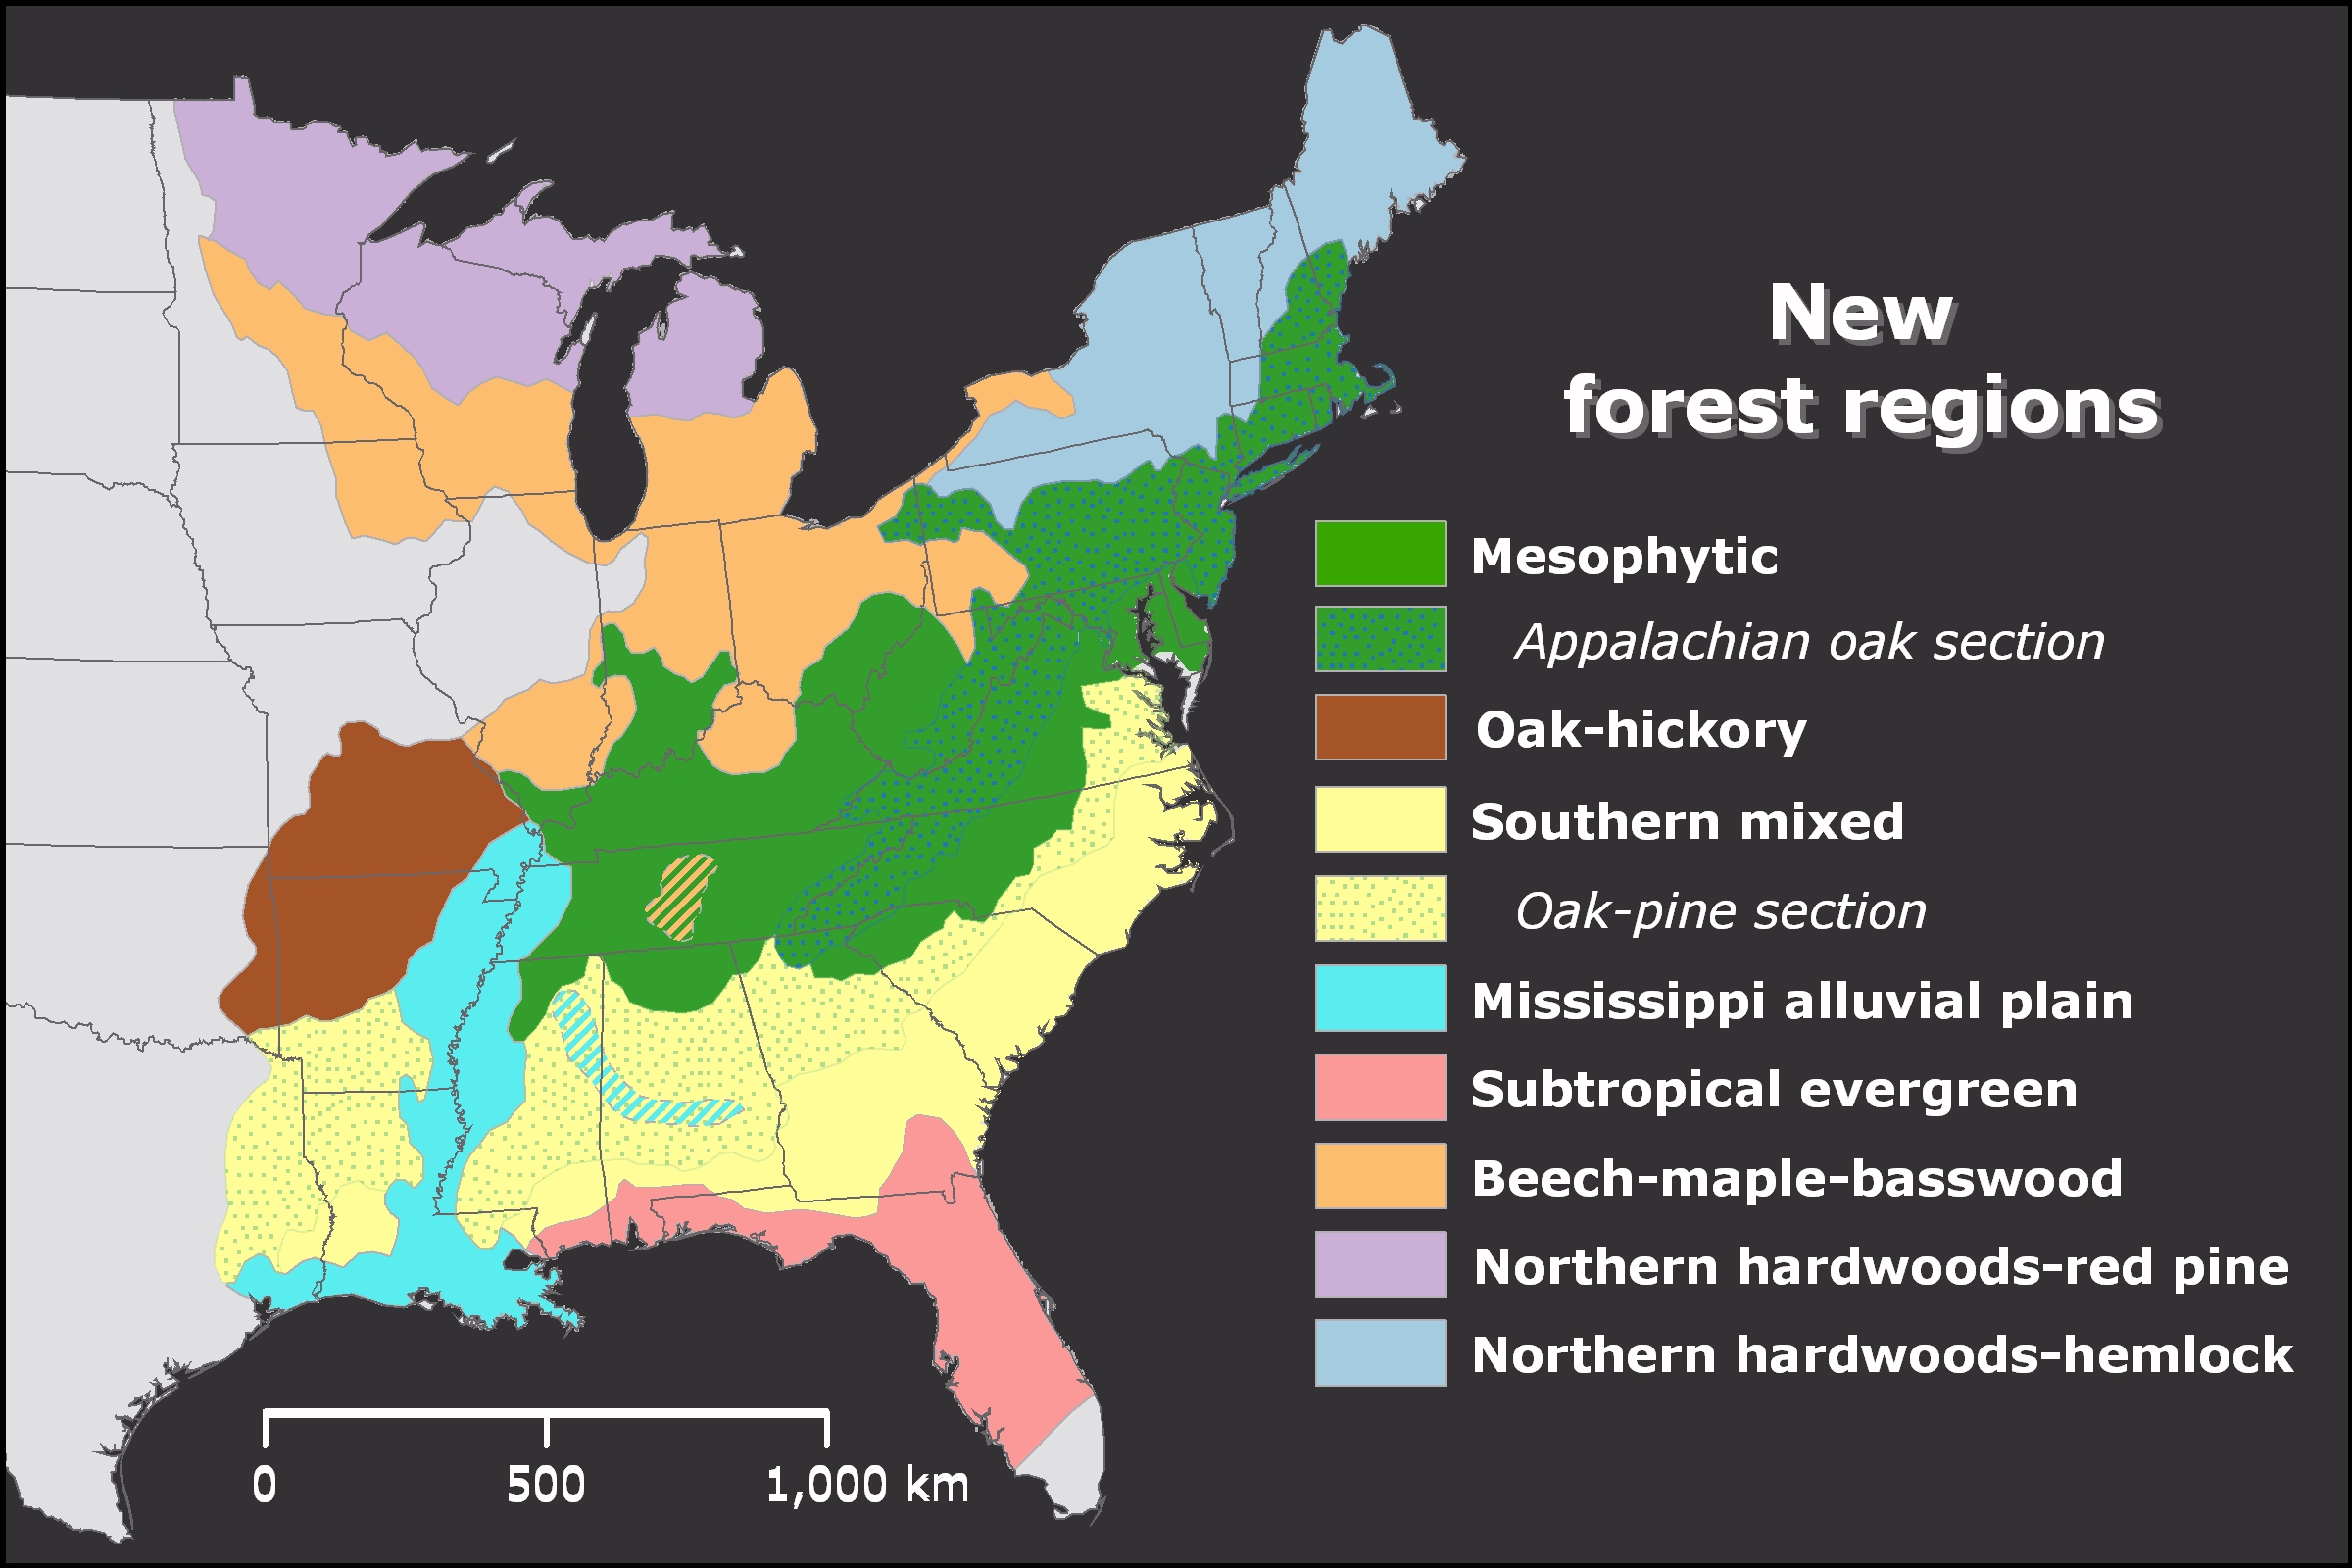 New
forest regions
Mesophytic
Appalachian oak section
Oak-hickory
Southern mixed
Oak-pine section
Mississippi alluvial plain
Subtropical evergreen
Beech-maple-basswood
Northern hardwoods-red pine
Northern hardwoods-hemlock
0 500 1,000 km